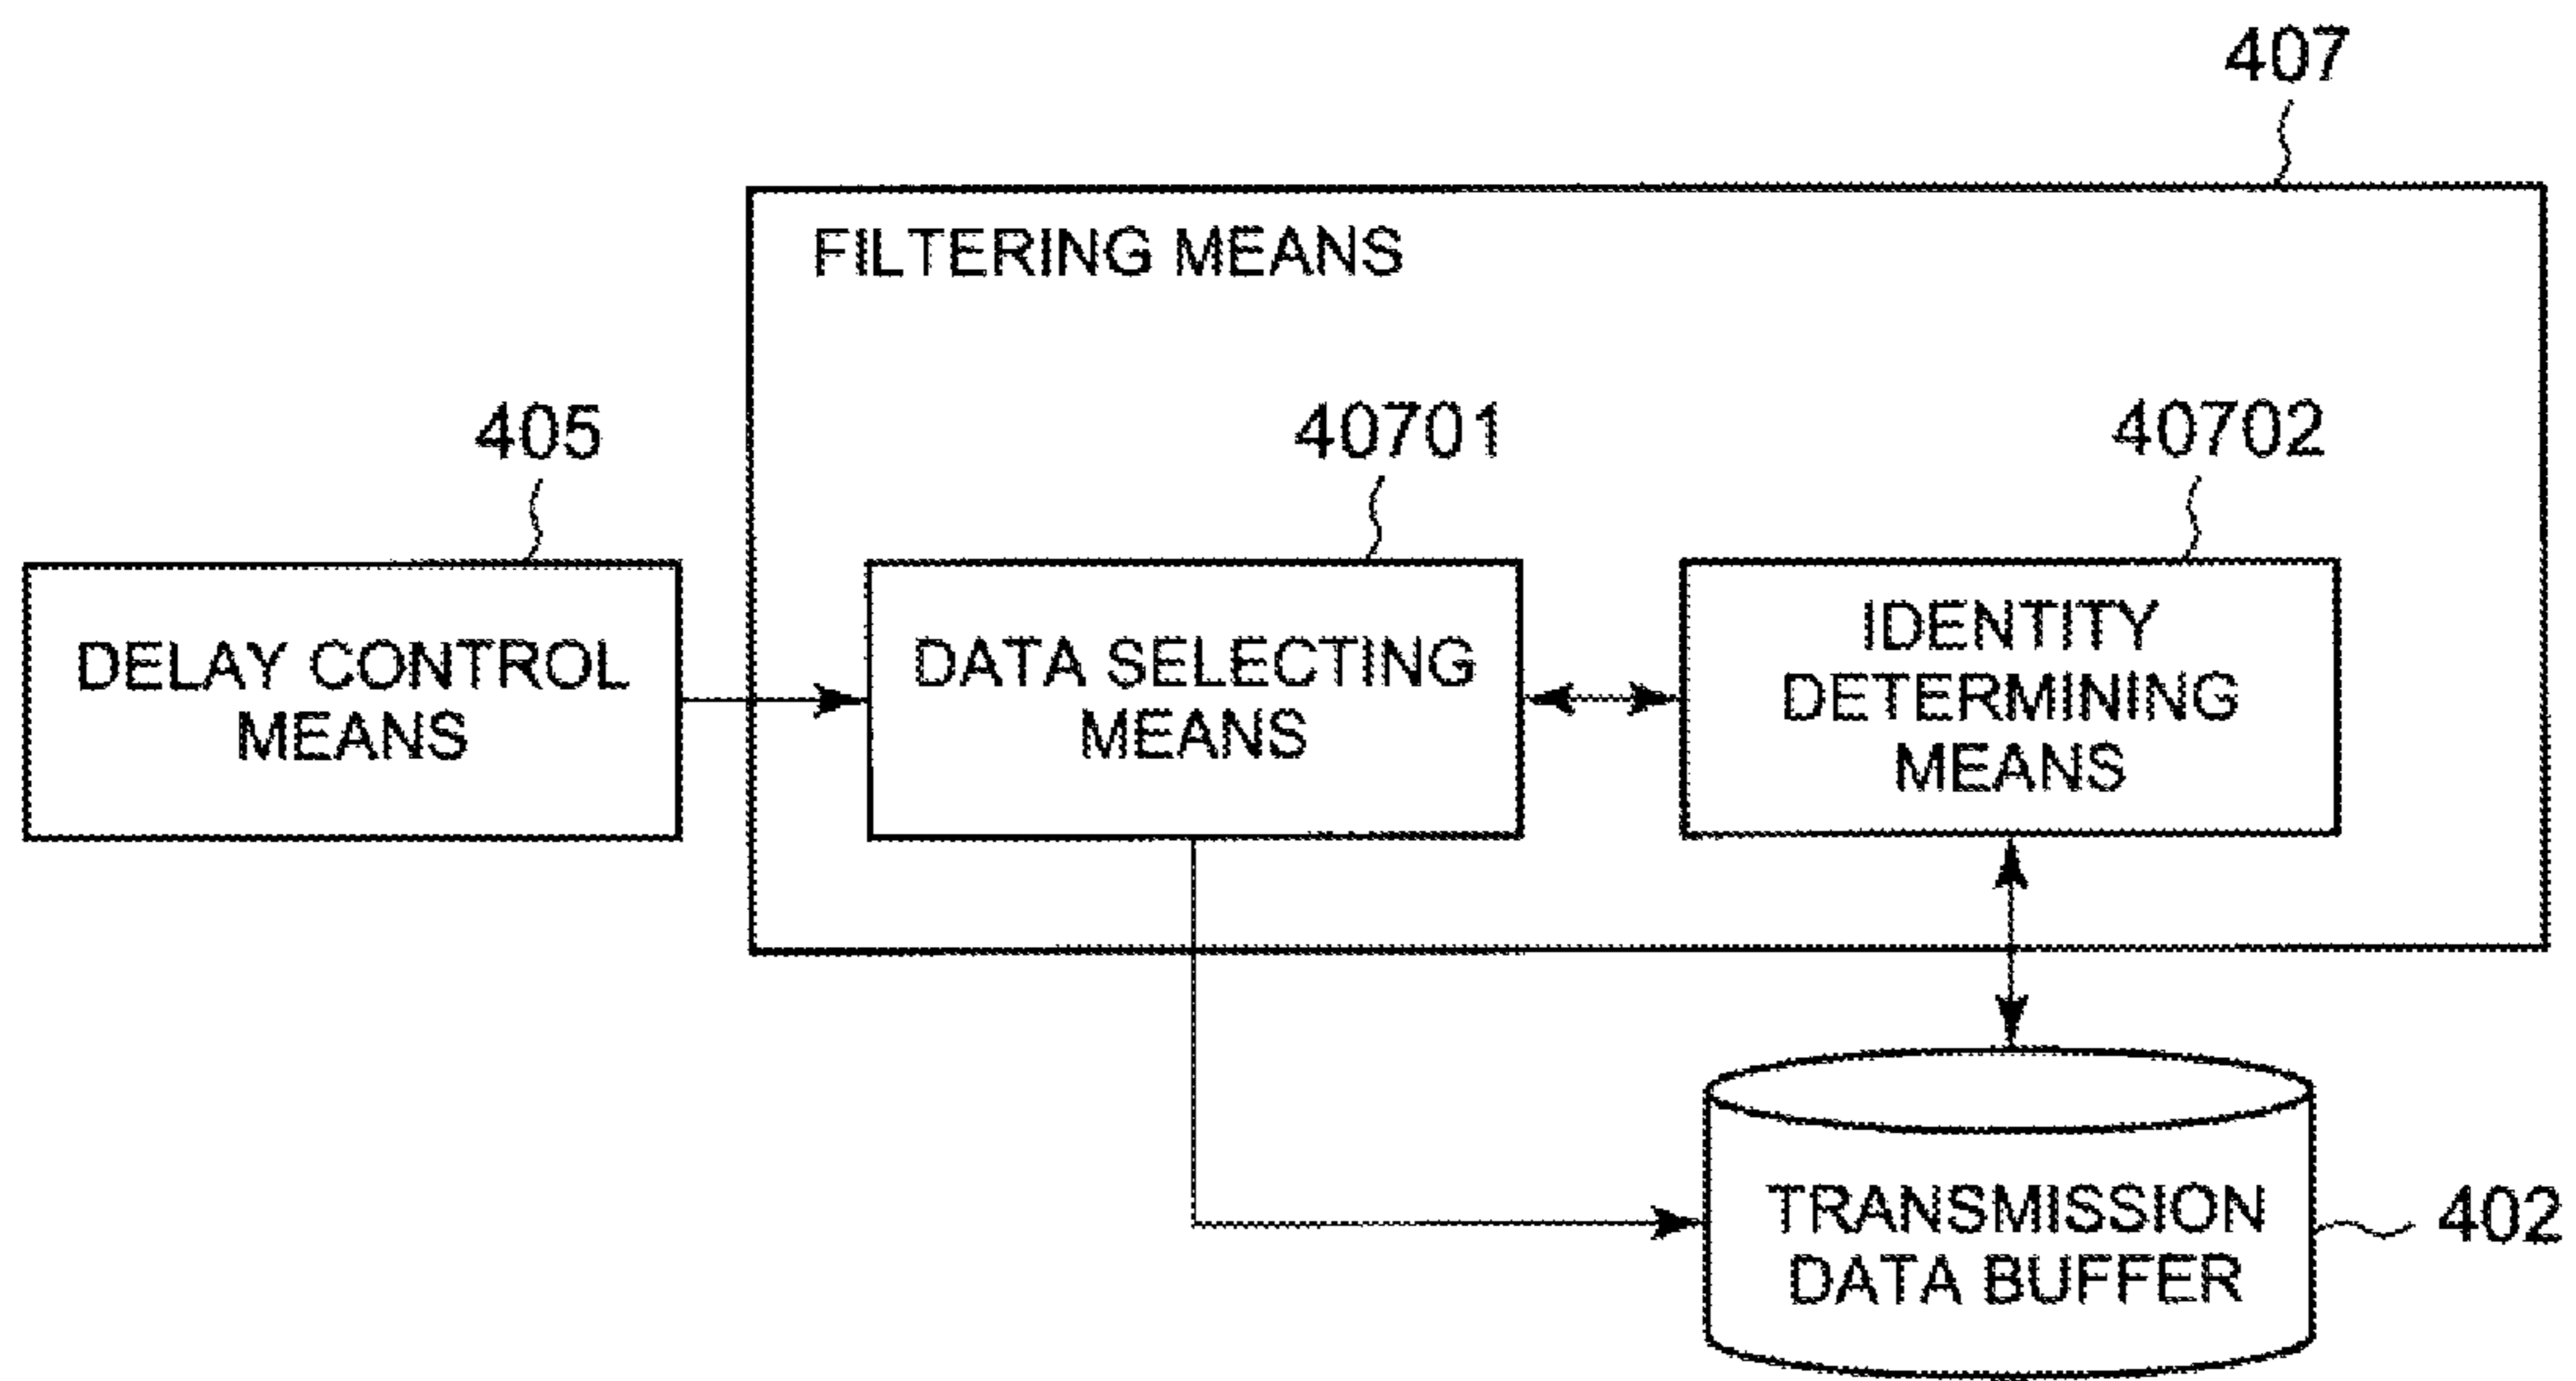 407
FILTERING MEANS
405
40701
40702
DELAY CONTROL
MEANS
DATA SELECTING
MEANS
IDENTITY
DETERMINING
MEANS
TRANSMISSION
DATA BUFFER
402